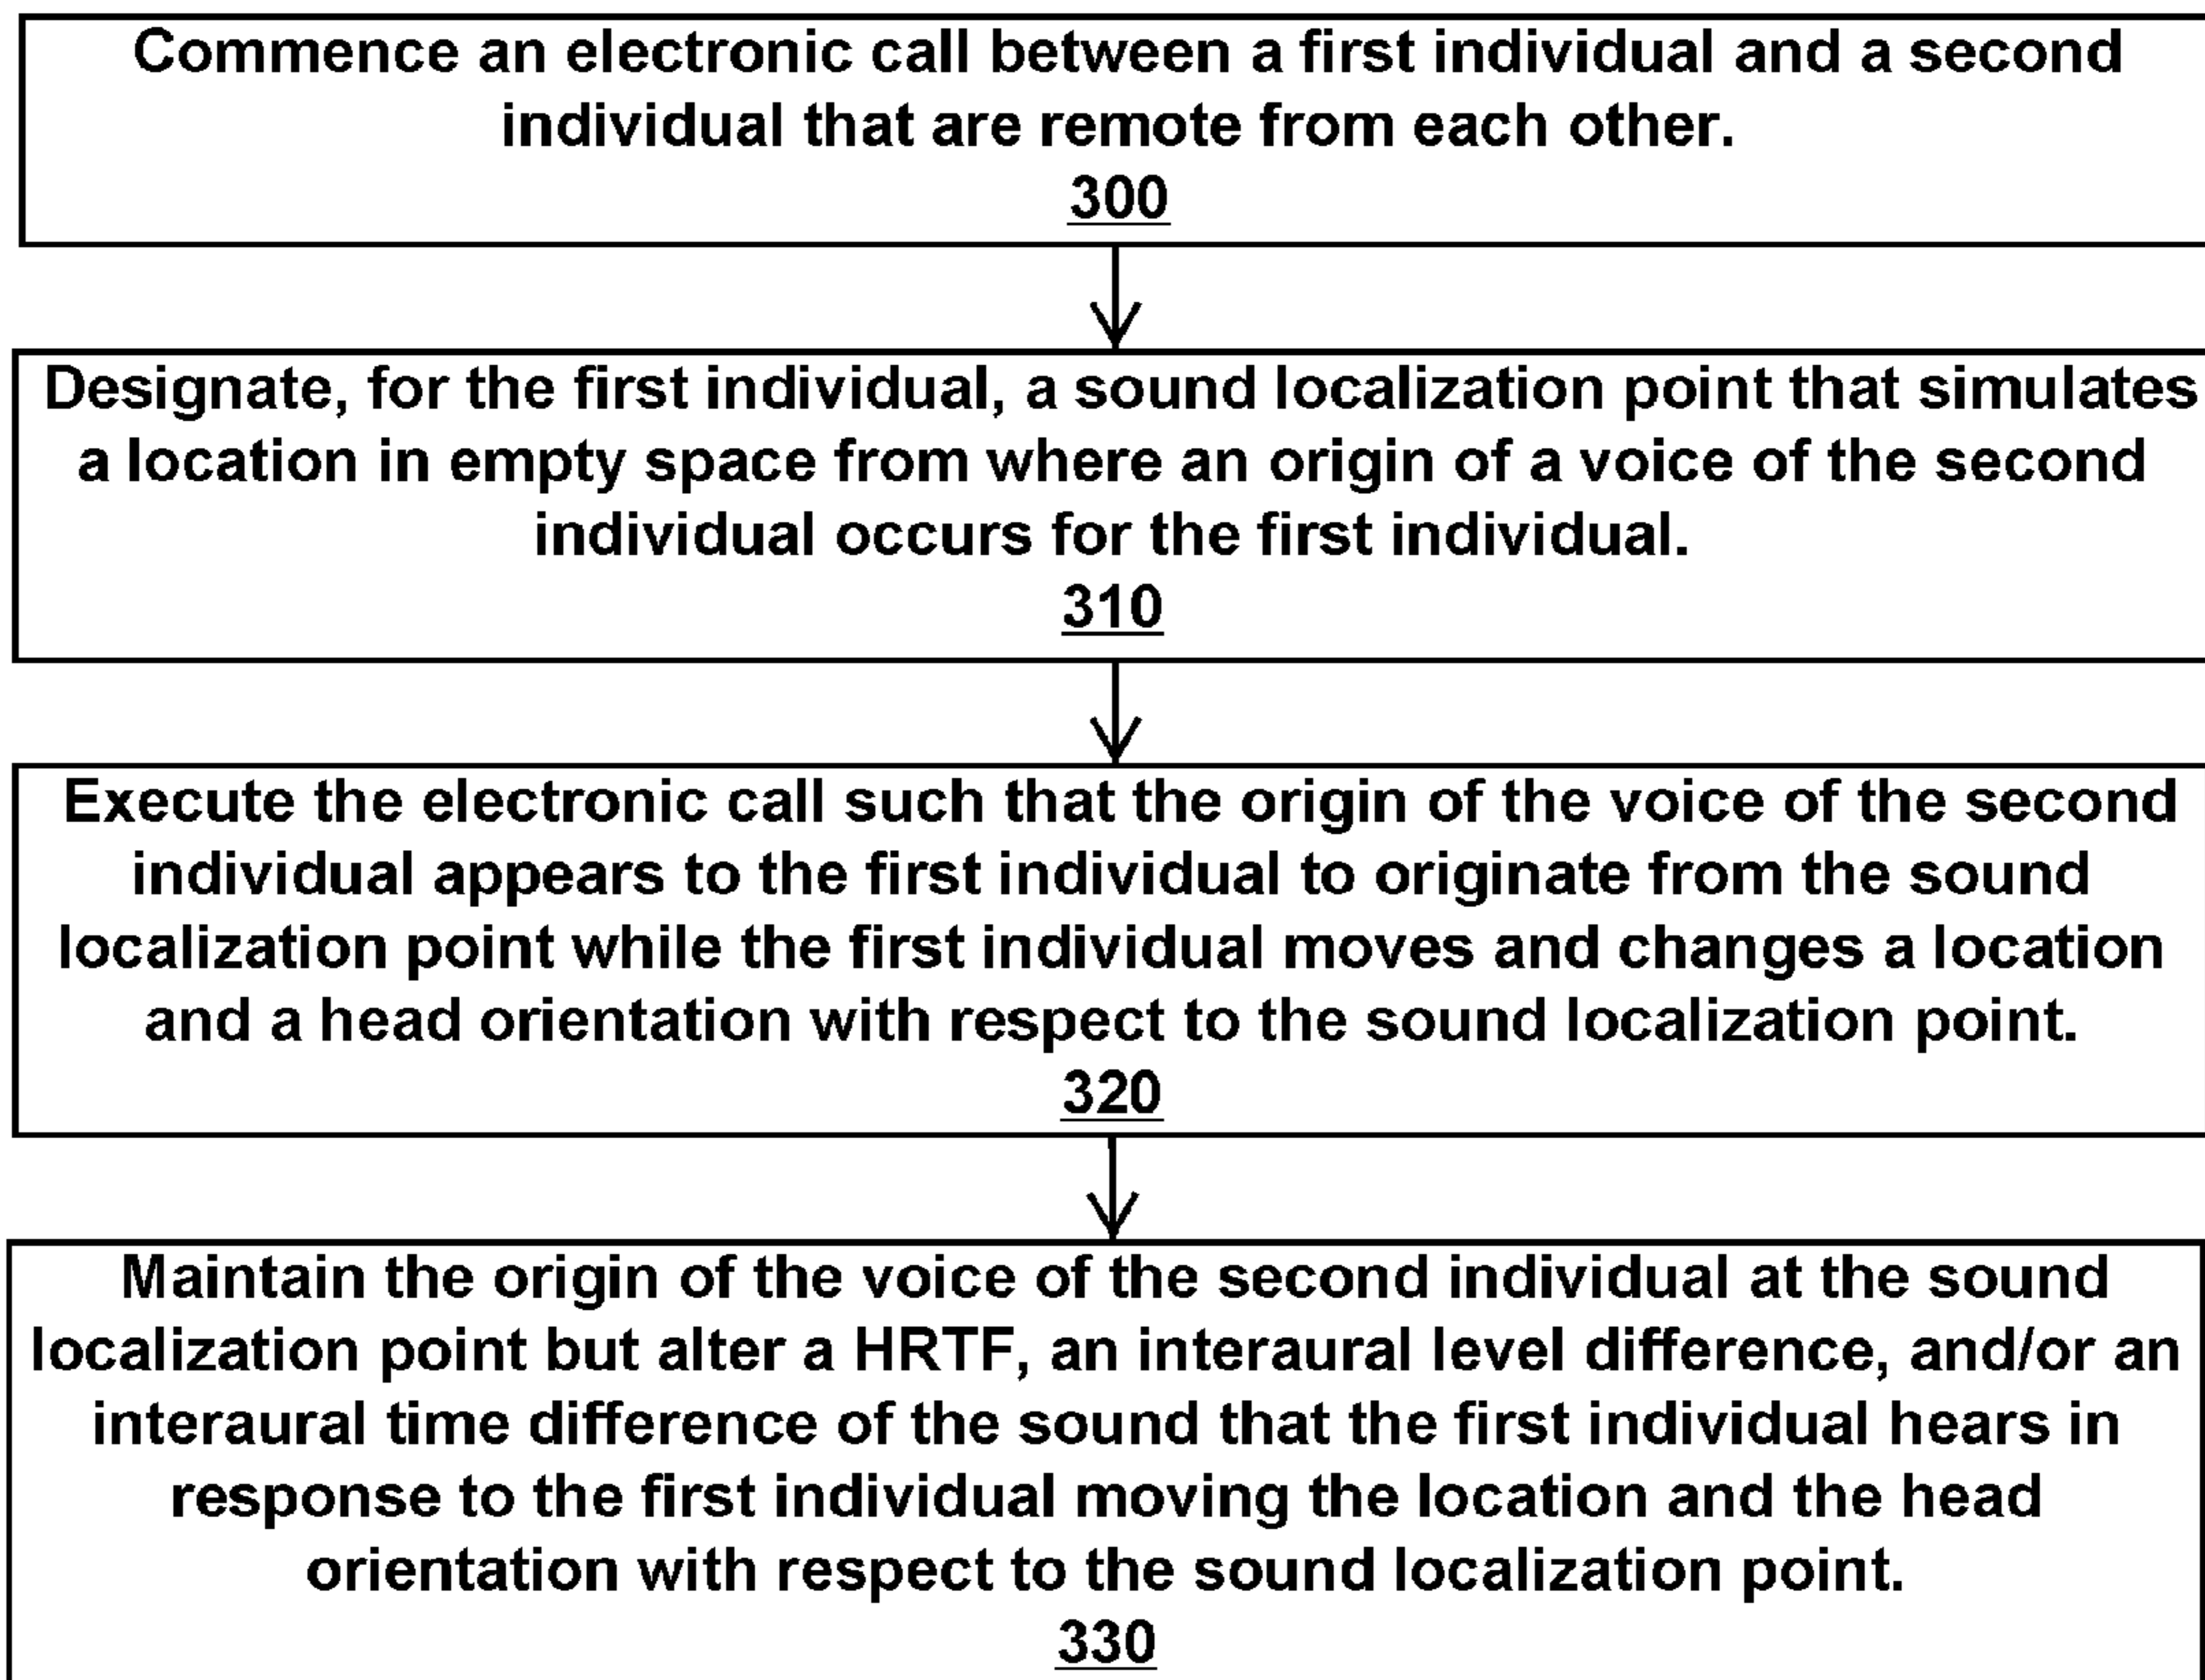 Commence an electronic call between a first individual and a second
individual that are remote from each other.
300
Designate, for the first individual, a sound localization point that simulates
a location in empty space from where an origin of a voice of the second
individual occurs for the first individual.
310
Execute the electronic call such that the origin of the voice of the second
individual appears to the first individual to originate from the sound
localization point while the first individual moves and changes a location
and a head orientation with respect to the sound localization point.
320
Maintain the origin of the voice of the second individual at the sound
localization point but alter a HRTF, an interaural level difference, and/or an
interaural time difference of the sound that the first individual hears in
response to the first individual moving the location and the head
orientation with respect to the sound localization point.
330